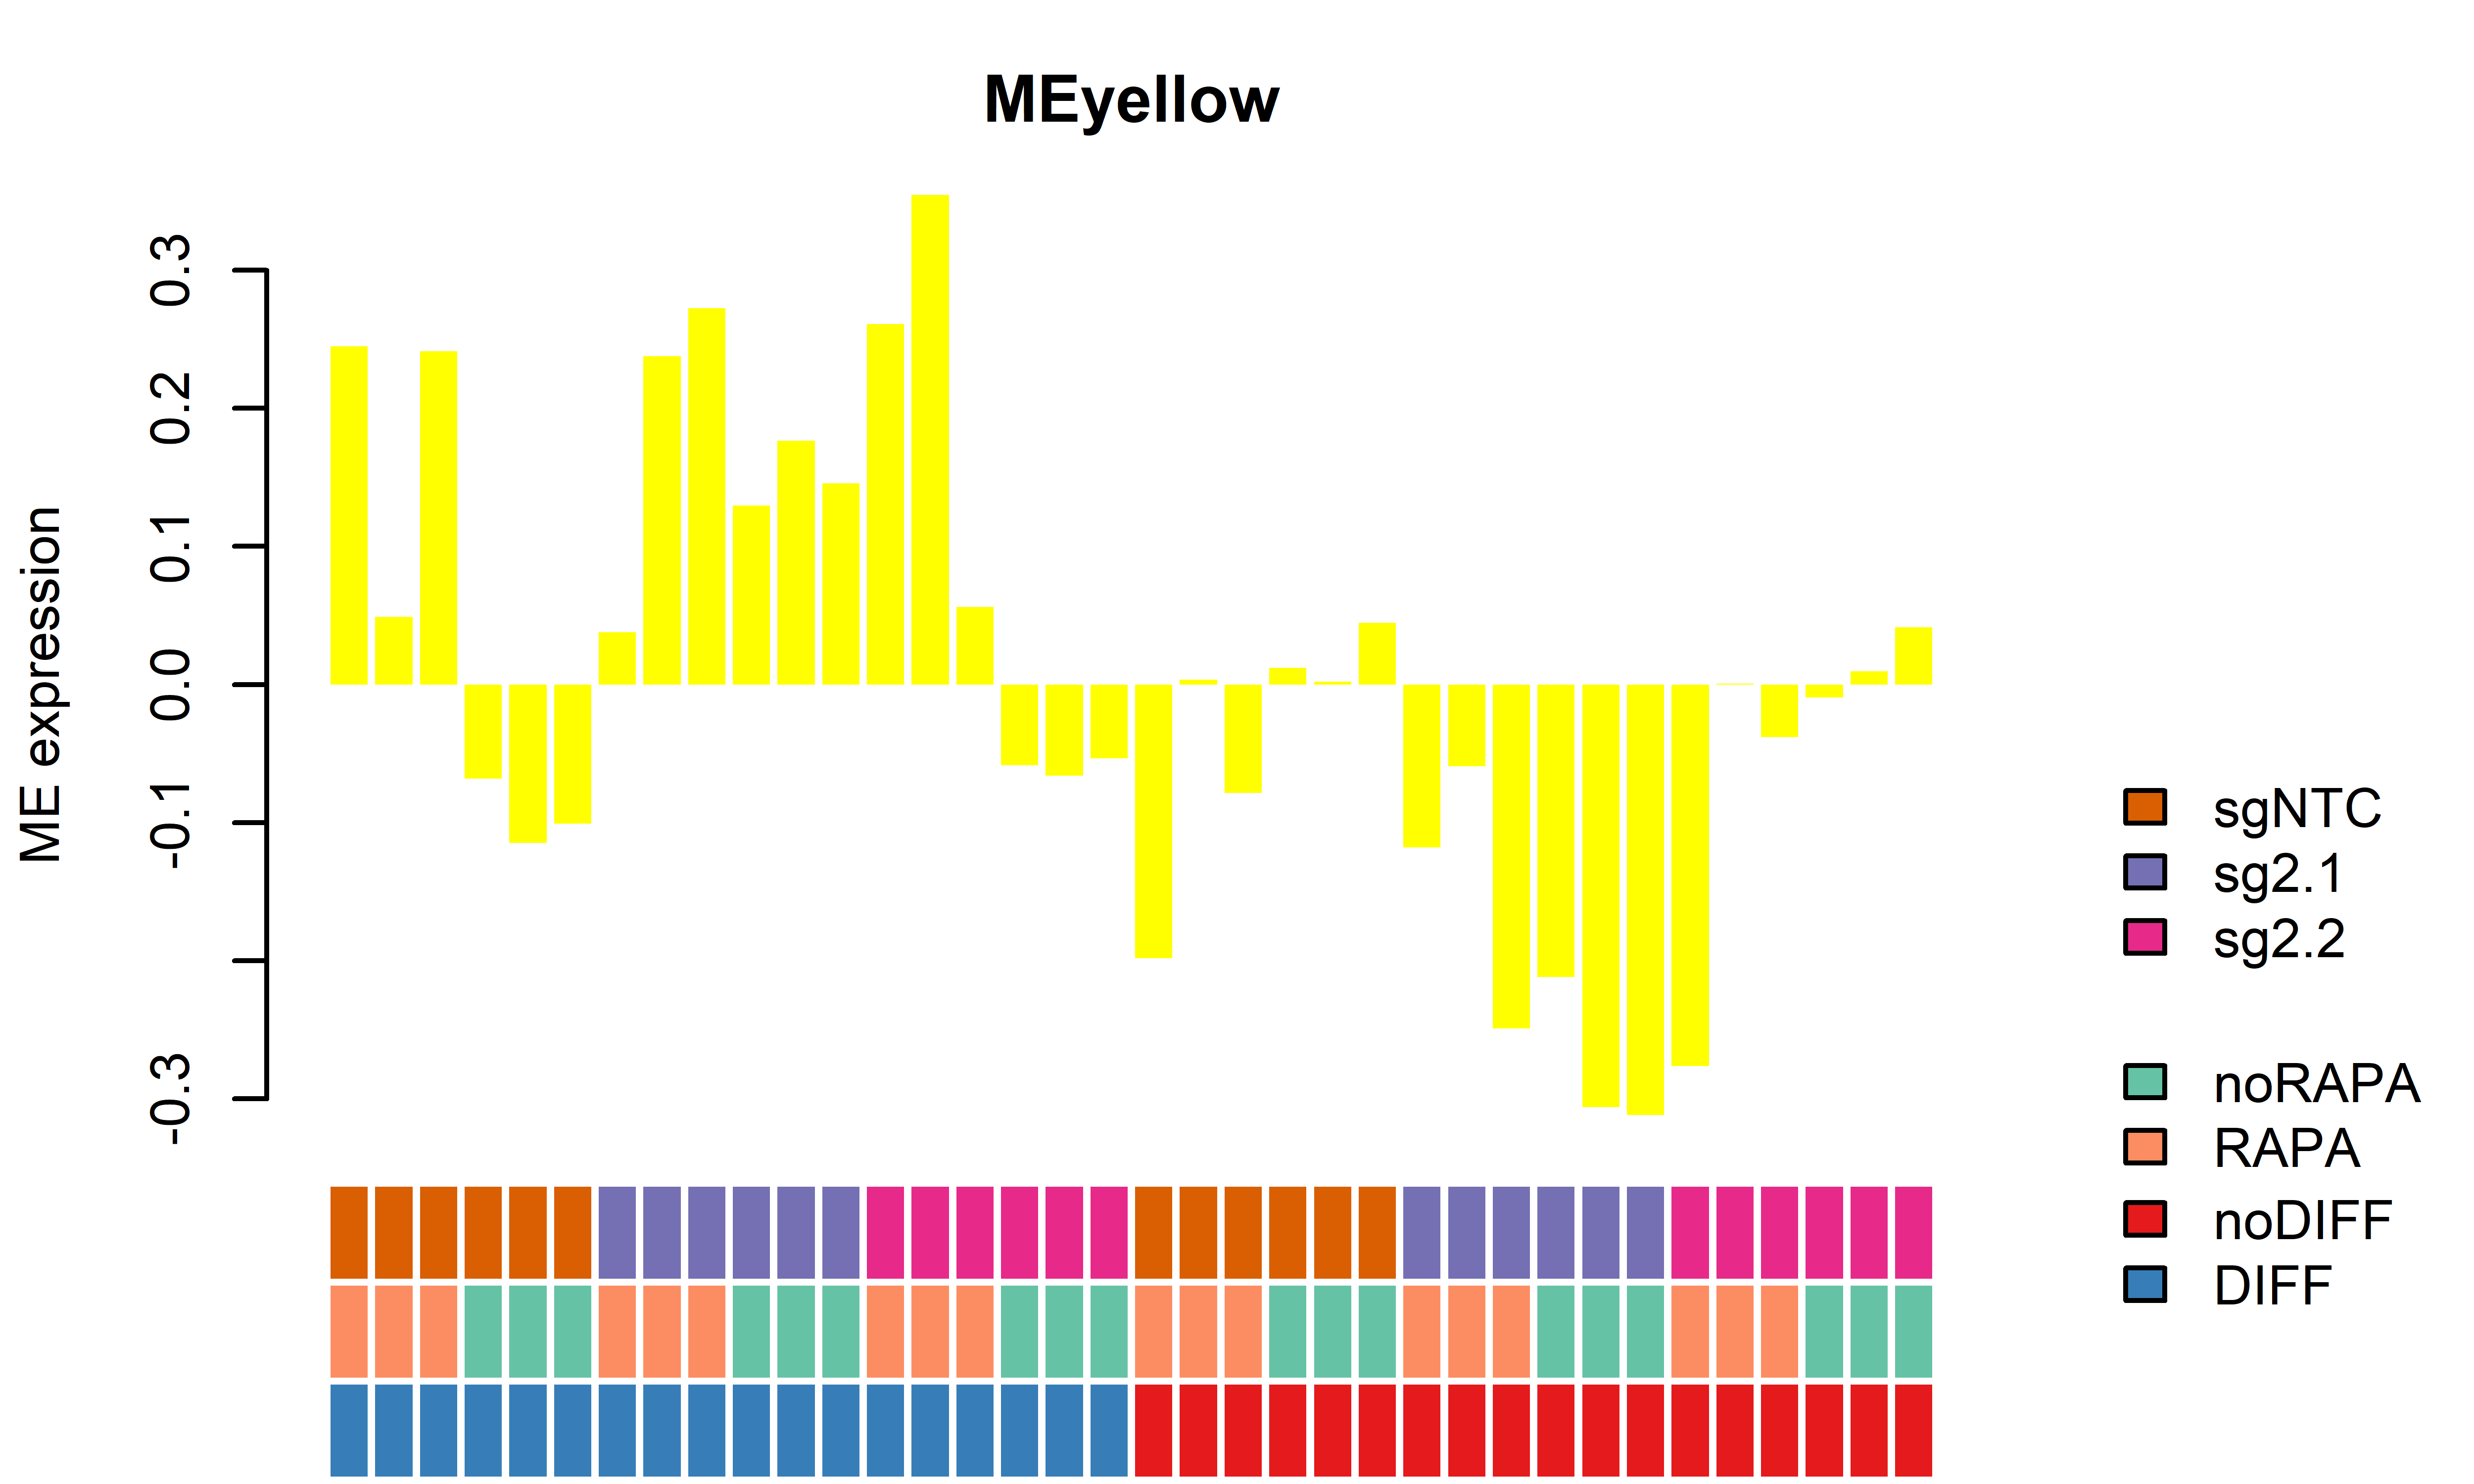 MEyellow
ME expression
0.3
0.2
0.1
0.0
-0.1
-0.3
sgNTC
sg2.1
sg2.2
noRAPA
RAPA
noDIFF
DIFF